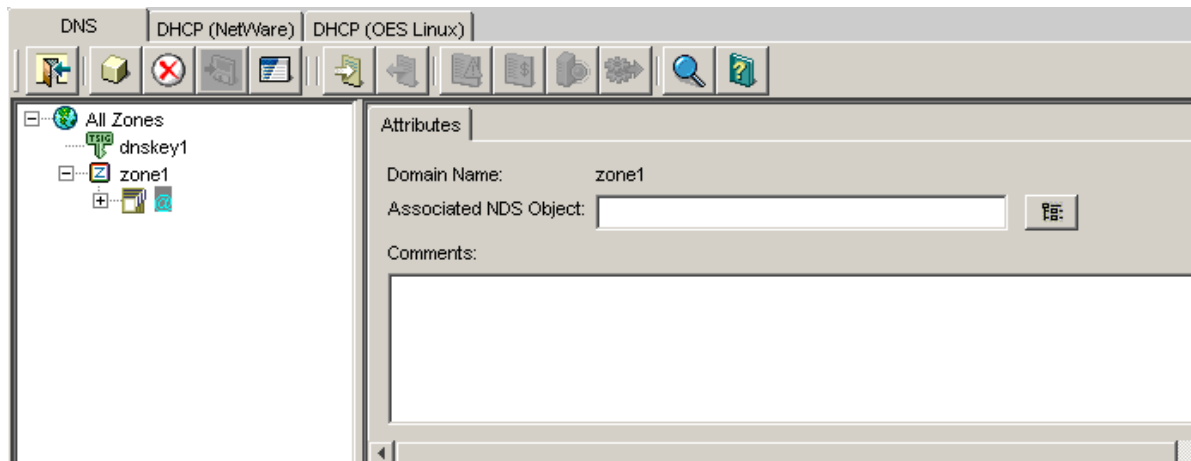 DNS
DHCP (NetWare)
DHCP (OES Linux)
All Zones
TSIG
dnskey1
Z zone1
@
Attributes
Domain Name: zone1
Associated NDS Object:
Comments: